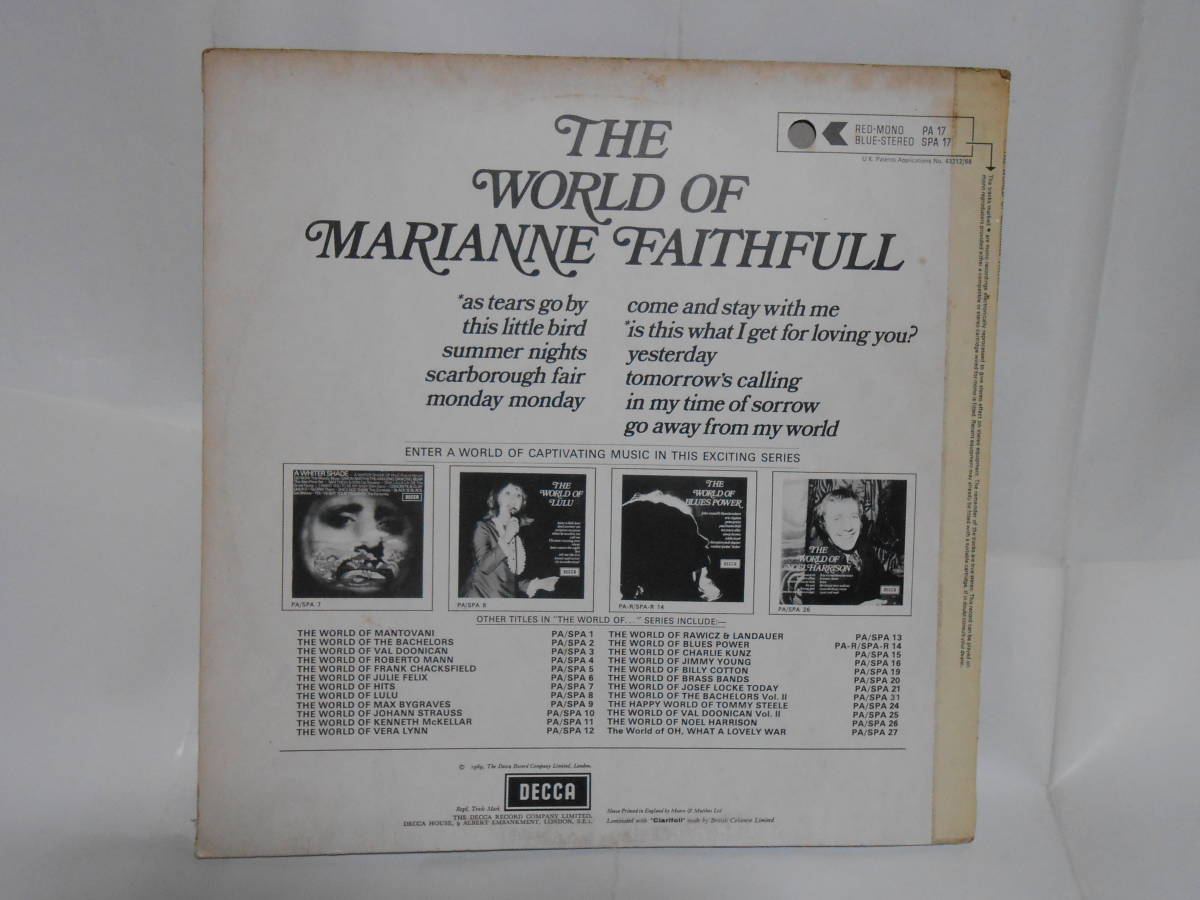 RED-MONO PA 17
BLUE-STEREO SPA 17
THE
WORLD OF
MARIANNE FAITHFULL
*as tears go by
this little bird
summer nights
scarborough fair
monday monday
come and stay with me
*is this what I get for loving you?
yesterday
tomorrow's calling
in my time of sorrow
go away from my world
ENTER A WORLD OF CAPTIVATING MUSIC IN THIS EXCITING SERIES
A WHITER SHADE
DECCA
PA/SPA 7
THE
WORLD OF
LULU
DECCA
PA/SPA 8
THE
WORLD OF
BLUES POWER
DECCA
PA-R/SPA-R 14
THE
WORLD OF
NOEL HARRISON
DECCA
PA/SPA 26
OTHER TITLES IN "THE WORLD OF..." SERIES INCLUDE:—
THE WORLD OF MANTOVANI PA/SPA 1
THE WORLD OF THE BACHELORS PA/SPA 2
THE WORLD OF VAL DOONICAN PA/SPA 3
THE WORLD OF ROBERTO MANN PA/SPA 4
THE WORLD OF FRANK CHACKSFIELD PA/SPA 5
THE WORLD OF JULIE FELIX PA/SPA 6
THE WORLD OF HITS PA/SPA 7
THE WORLD OF LULU PA/SPA 8
THE WORLD OF MAX BYGRAVES PA/SPA 9
THE WORLD OF JOHANN STRAUSS PA/SPA 10
THE WORLD OF KENNETH McKELLAR PA/SPA 11
THE WORLD OF VERA LYNN PA/SPA 12
THE WORLD OF RAWICZ & LANDAUER PA/SPA 13
THE WORLD OF BLUES POWER PA-R/SPA-R 14
THE WORLD OF CHARLIE KUNZ PA/SPA 15
THE WORLD OF JIMMY YOUNG PA/SPA 16
THE WORLD OF BILLY COTTON PA/SPA 19
THE WORLD OF BRASS BANDS PA/SPA 20
THE WORLD OF JOSEF LOCKE TODAY PA/SPA 21
THE WORLD OF THE BACHELORS Vol. II PA/SPA 31
THE HAPPY WORLD OF TOMMY STEELE PA/SPA 24
THE WORLD OF VAL DOONICAN Vol. II PA/SPA 25
THE WORLD OF NOEL HARRISON PA/SPA 26
The World of OH, WHAT A LOVELY WAR PA/SPA 27
© 1969, The Decca Record Company Limited, London.
Regd. Trade Mark DECCA
THE DECCA RECORD COMPANY LIMITED,
DECCA HOUSE, 9 ALBERT EMBANKMENT, LONDON, S.E.1.
Laminated with "Clarifoil" made by British Celanese Limited